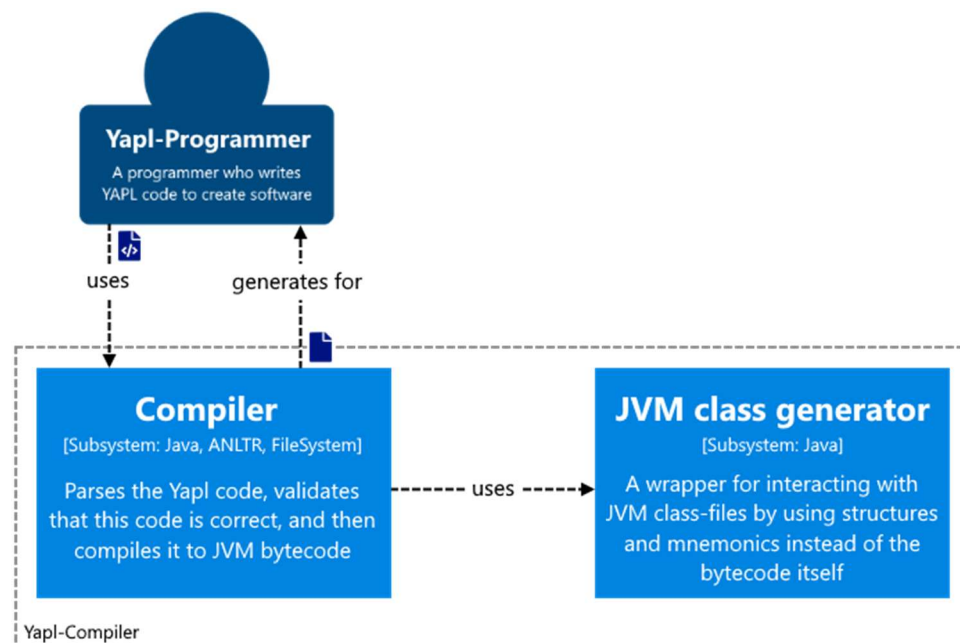 Yapl-Programmer
A programmer who writes
YAPL code to create software
</>
uses
generates for
Compiler
[Subsystem: Java, ANLTR, FileSystem]
Parses the Yapl code, validates
that this code is correct, and then
compiles it to JVM bytecode
uses
JVM class generator
[Subsystem: Java]
A wrapper for interacting with
JVM class-files by using structures
and mnemonics instead of the
bytecode itself
Yapl-Compiler